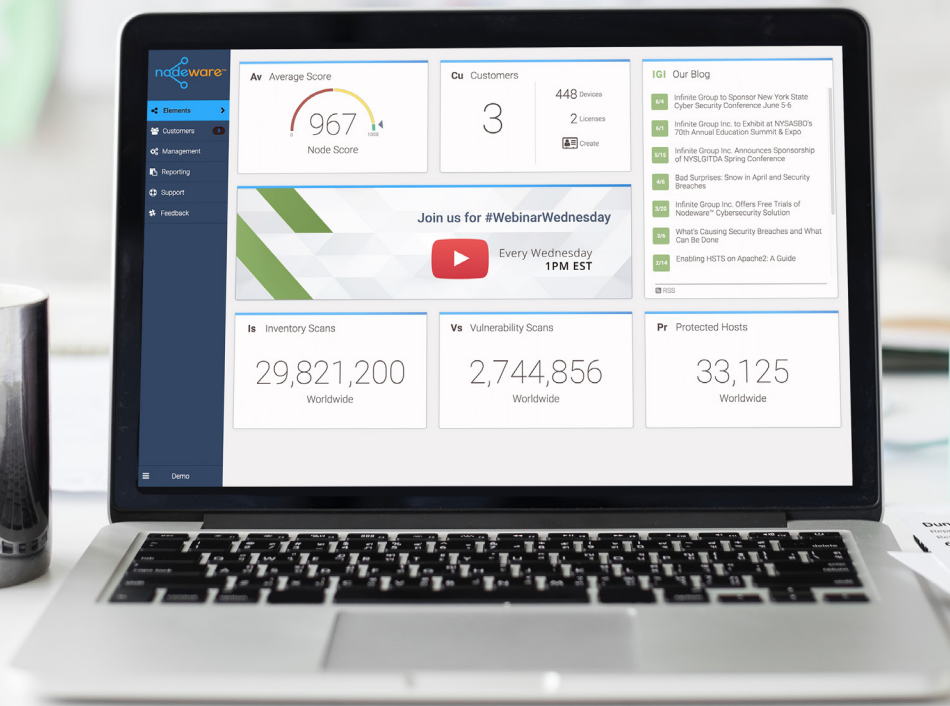 nodeware™
Elements
Customers
Management
Reporting
Support
Feedback
Demo
Av Average Score
967
0
1000
Node Score
Cu Customers
3
448 Devices
2 Licenses
Create
IGI Our Blog
6/4
Infinite Group to Sponsor New York State
Cyber Security Conference June 5-6
6/1
Infinite Group Inc. to Exhibit at NYSASBO's
70th Annual Education Summit & Expo
5/15
Infinite Group Inc. Announces Sponsorship
of NYSLGITDA Spring Conference
4/6
Bad Surprises: Snow in April and Security
Breaches
3/20
Infinite Group Inc. Offers Free Trials of
Nodeware™ Cybersecurity Solution
3/6
What's Causing Security Breaches and What
Can Be Done
2/14
Enabling HSTS on Apache2: A Guide
RSS
Join us for #WebinarWednesday
Every Wednesday
1PM EST
Is Inventory Scans
29,821,200
Worldwide
Vs Vulnerability Scans
2,744,856
Worldwide
Pr Protected Hosts
33,125
Worldwide
delete